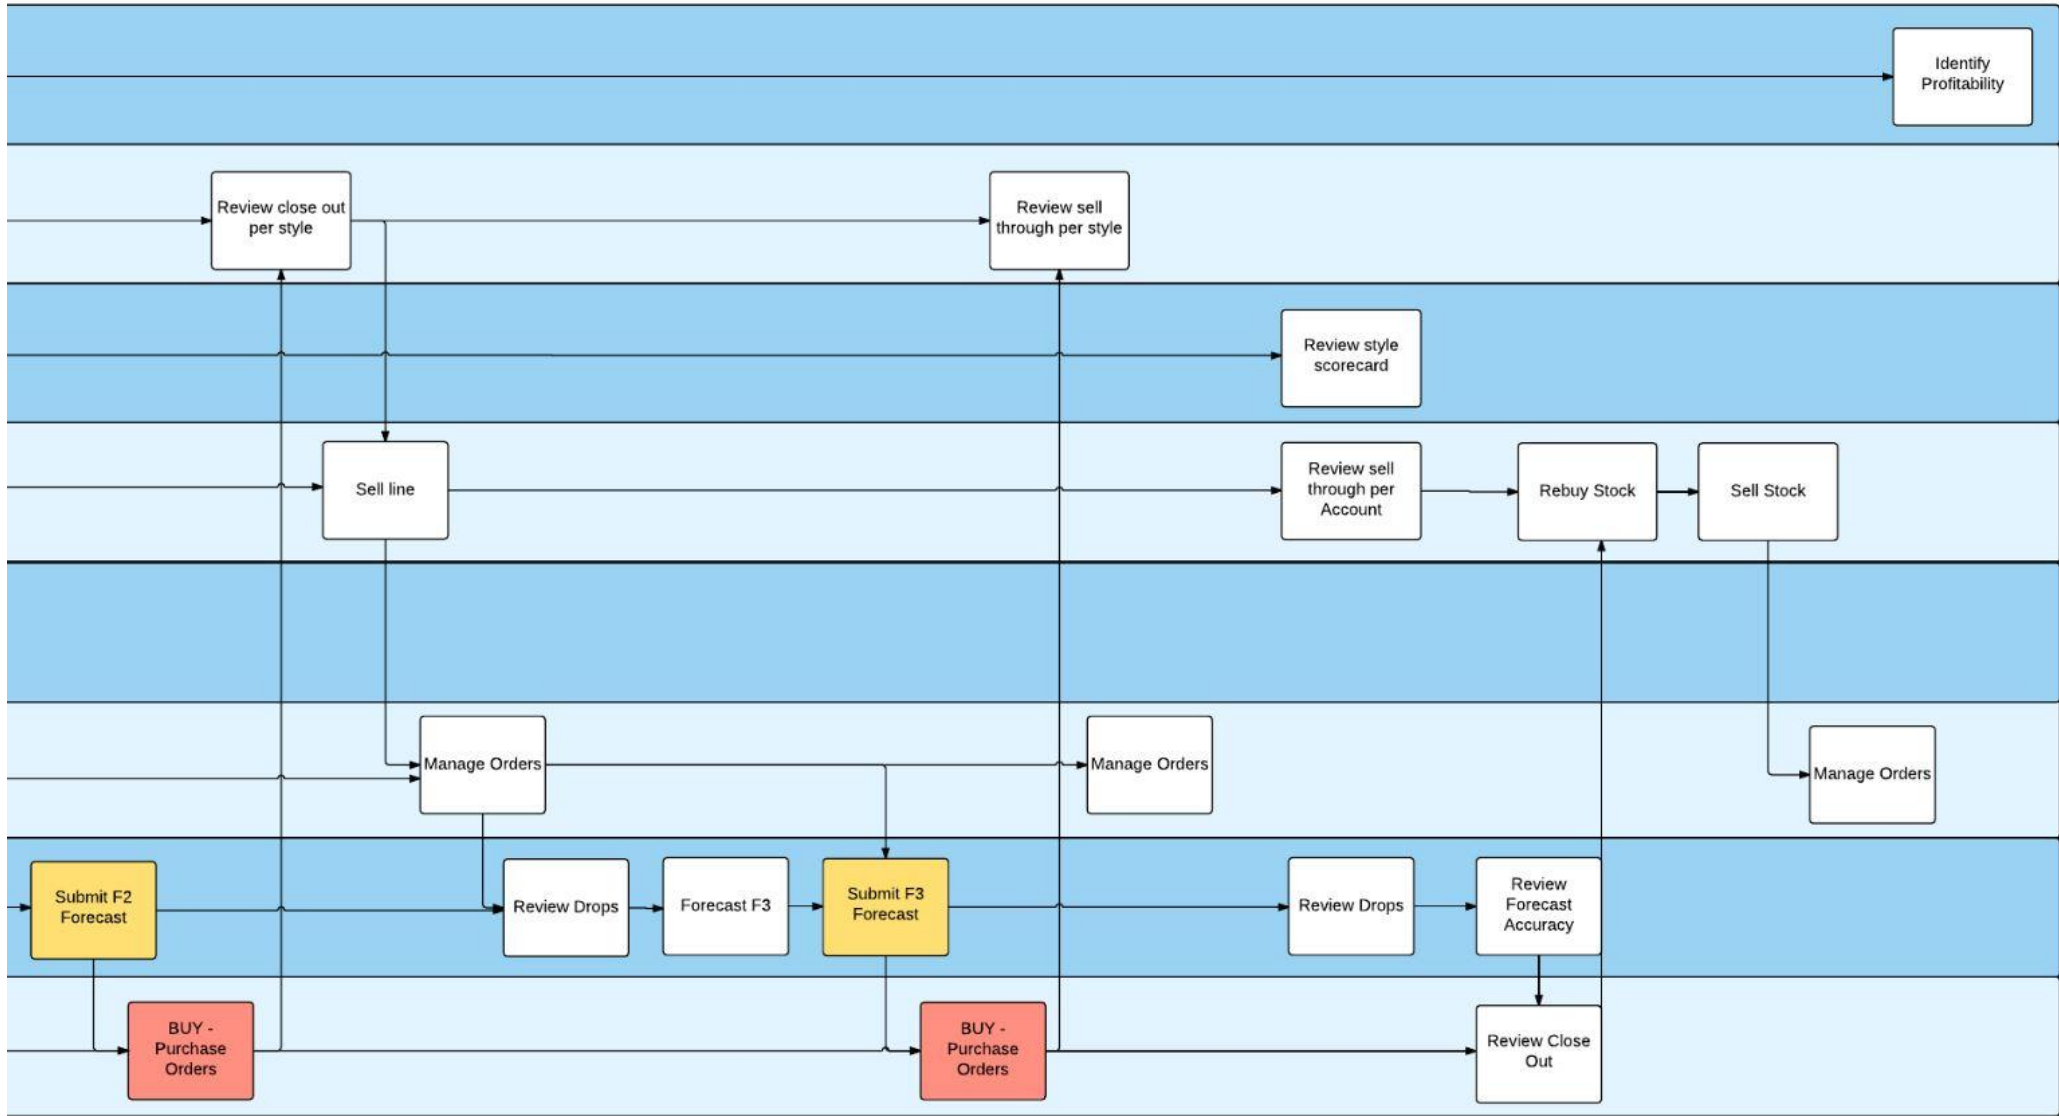 Identify
Profitability
Review close out
per style
Review sell
through per style
Review style
scorecard
Sell line
Review sell
through per
Account
Rebuy Stock
Sell Stock
Manage Orders
Manage Orders
Manage Orders
Submit F2
Forecast
Review Drops
Forecast F3
Submit F3
Forecast
Review Drops
Review
Forecast
Accuracy
BUY -
Purchase
Orders
BUY -
Purchase
Orders
Review Close
Out